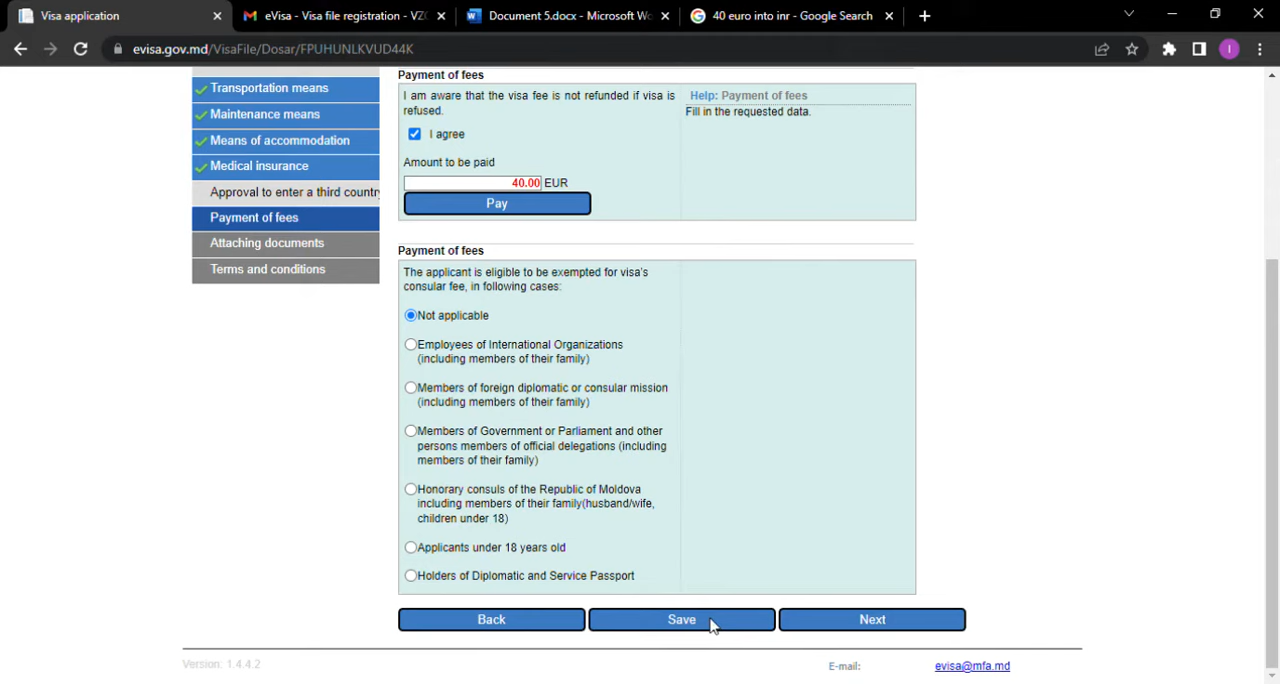 Visa application
eVisa - Visa file registration - VZC
Document 5.docx - Microsoft Wo
40 euro into inr - Google Search
evisa.gov.md/VisaFile/Dosar/FPUHUNLKVUD44K
I
Transportation means
Maintenance means
Means of accommodation
Medical insurance
Approval to enter a third country
Payment of fees
Attaching documents
Terms and conditions
Payment of fees
I am aware that the visa fee is not refunded if visa is
refused.
I agree
Amount to be paid
40.00 EUR
Pay
Help: Payment of fees
Fill in the requested data.
Payment of fees
The applicant is eligible to be exempted for visa's
consular fee, in following cases:
Not applicable
Employees of International Organizations
(including members of their family)
Members of foreign diplomatic or consular mission
(including members of their family)
Members of Government or Parliament and other
persons members of official delegations (including
members of their family)
Honorary consuls of the Republic of Moldova
including members of their family(husband/wife,
children under 18)
Applicants under 18 years old
Holders of Diplomatic and Service Passport
Back
Save
Next
Version: 1.4.4.2
E-mail: evisa@mfa.md